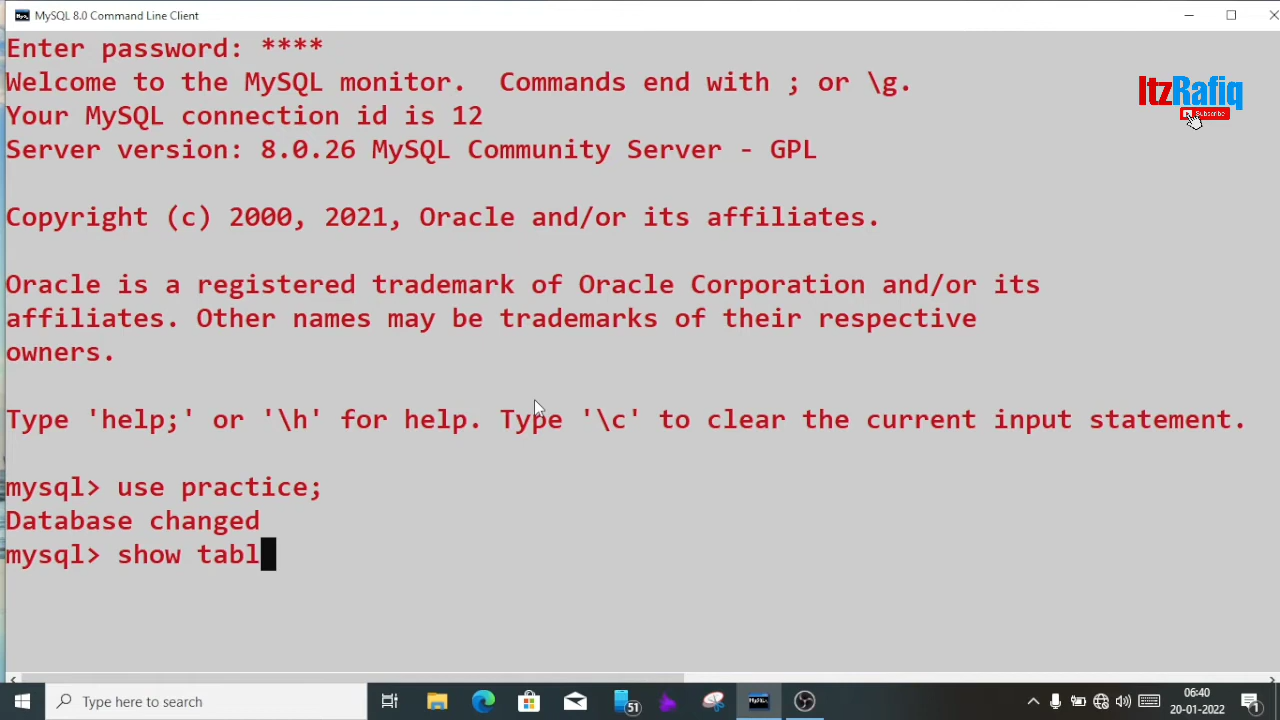 MySQL 8.0 Command Line Client
Enter password: ****
Welcome to the MySQL monitor.  Commands end with ; or \g.
Your MySQL connection id is 12
Server version: 8.0.26 MySQL Community Server - GPL
Copyright (c) 2000, 2021, Oracle and/or its affiliates.
Oracle is a registered trademark of Oracle Corporation and/or its
affiliates. Other names may be trademarks of their respective
owners.
Type 'help;' or '\h' for help. Type '\c' to clear the current input statement.
mysql> use practice;
Database changed
mysql> show tabl
ItzRafiq
Subscribe
Type here to search
51
06:40
20-01-2022
1